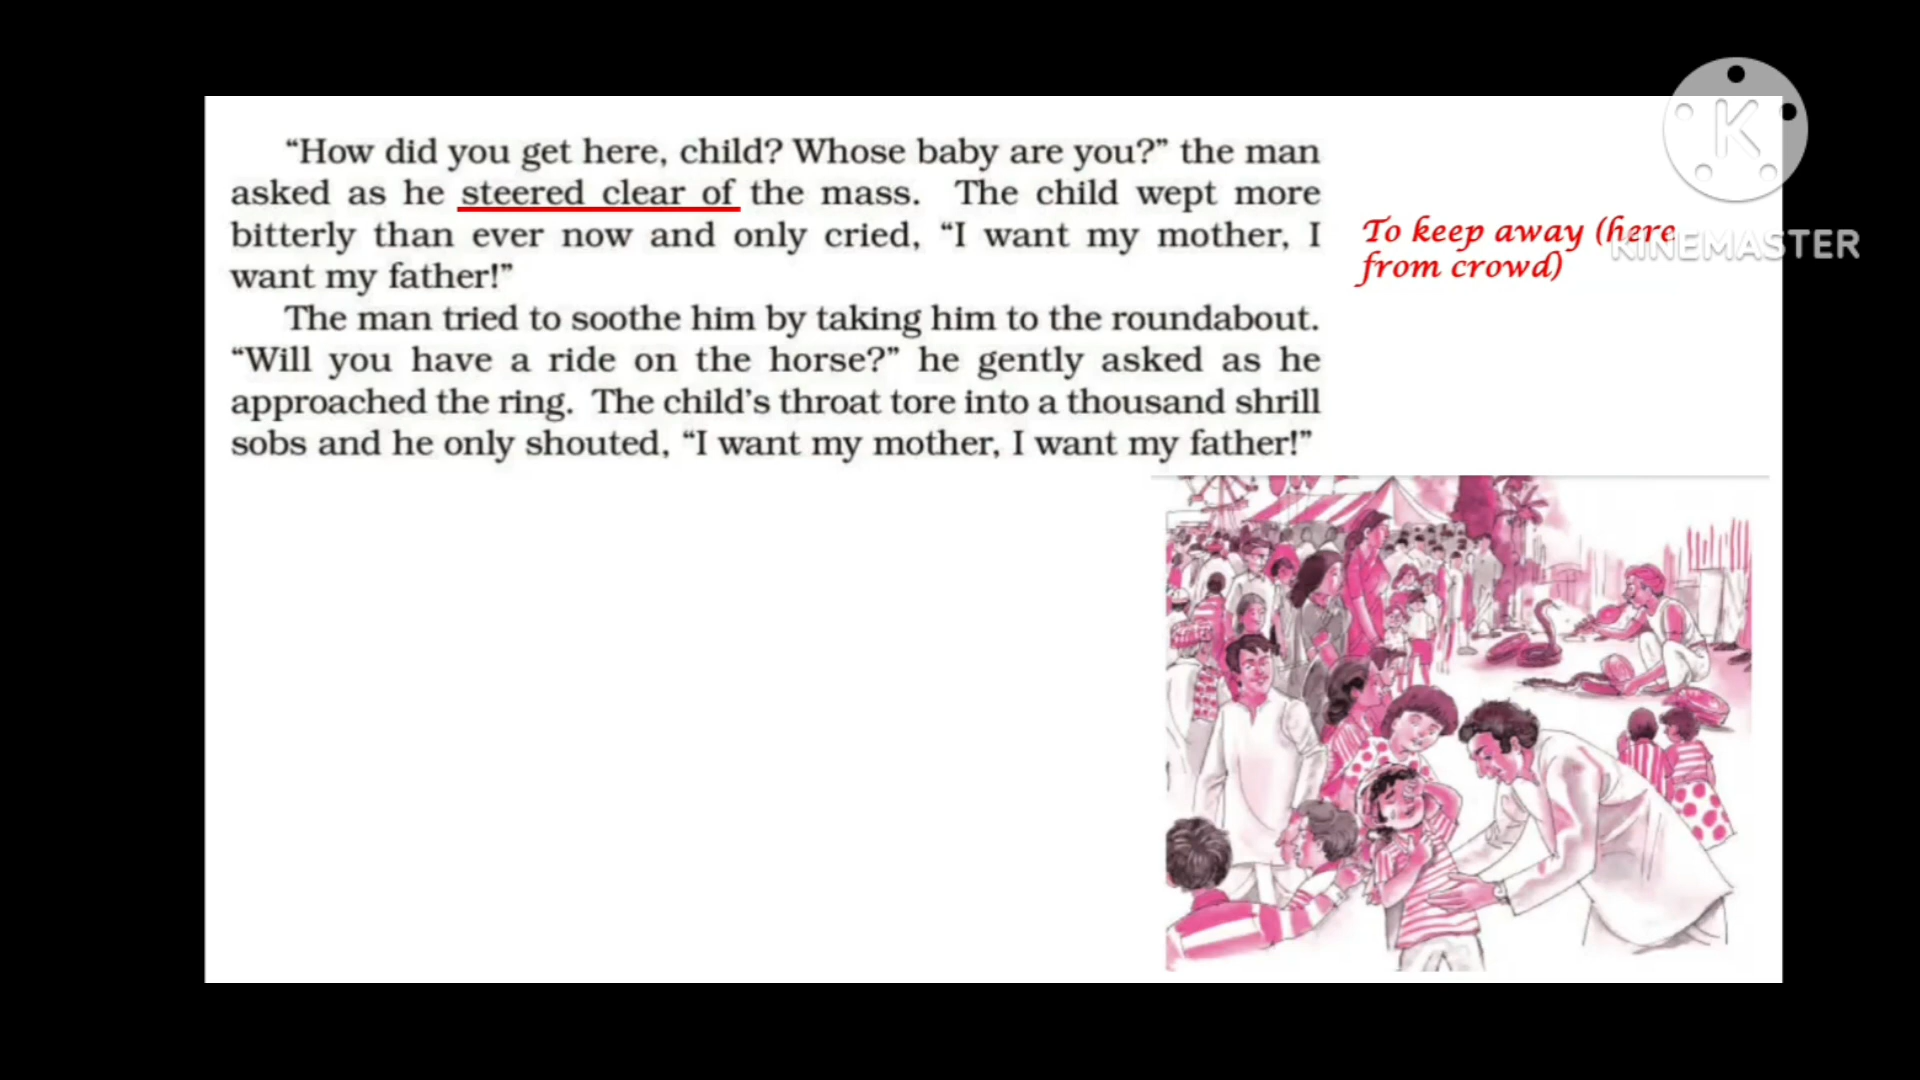 “How did you get here, child? Whose baby are you?” the man
asked as he steered clear of the mass. The child wept more
bitterly than ever now and only cried, “I want my mother, I
want my father!”
The man tried to soothe him by taking him to the roundabout.
“Will you have a ride on the horse?” he gently asked as he
approached the ring. The child’s throat tore into a thousand shrill
sobs and he only shouted, “I want my mother, I want my father!”
To keep away (here
from crowd)
K
KINEMASTER